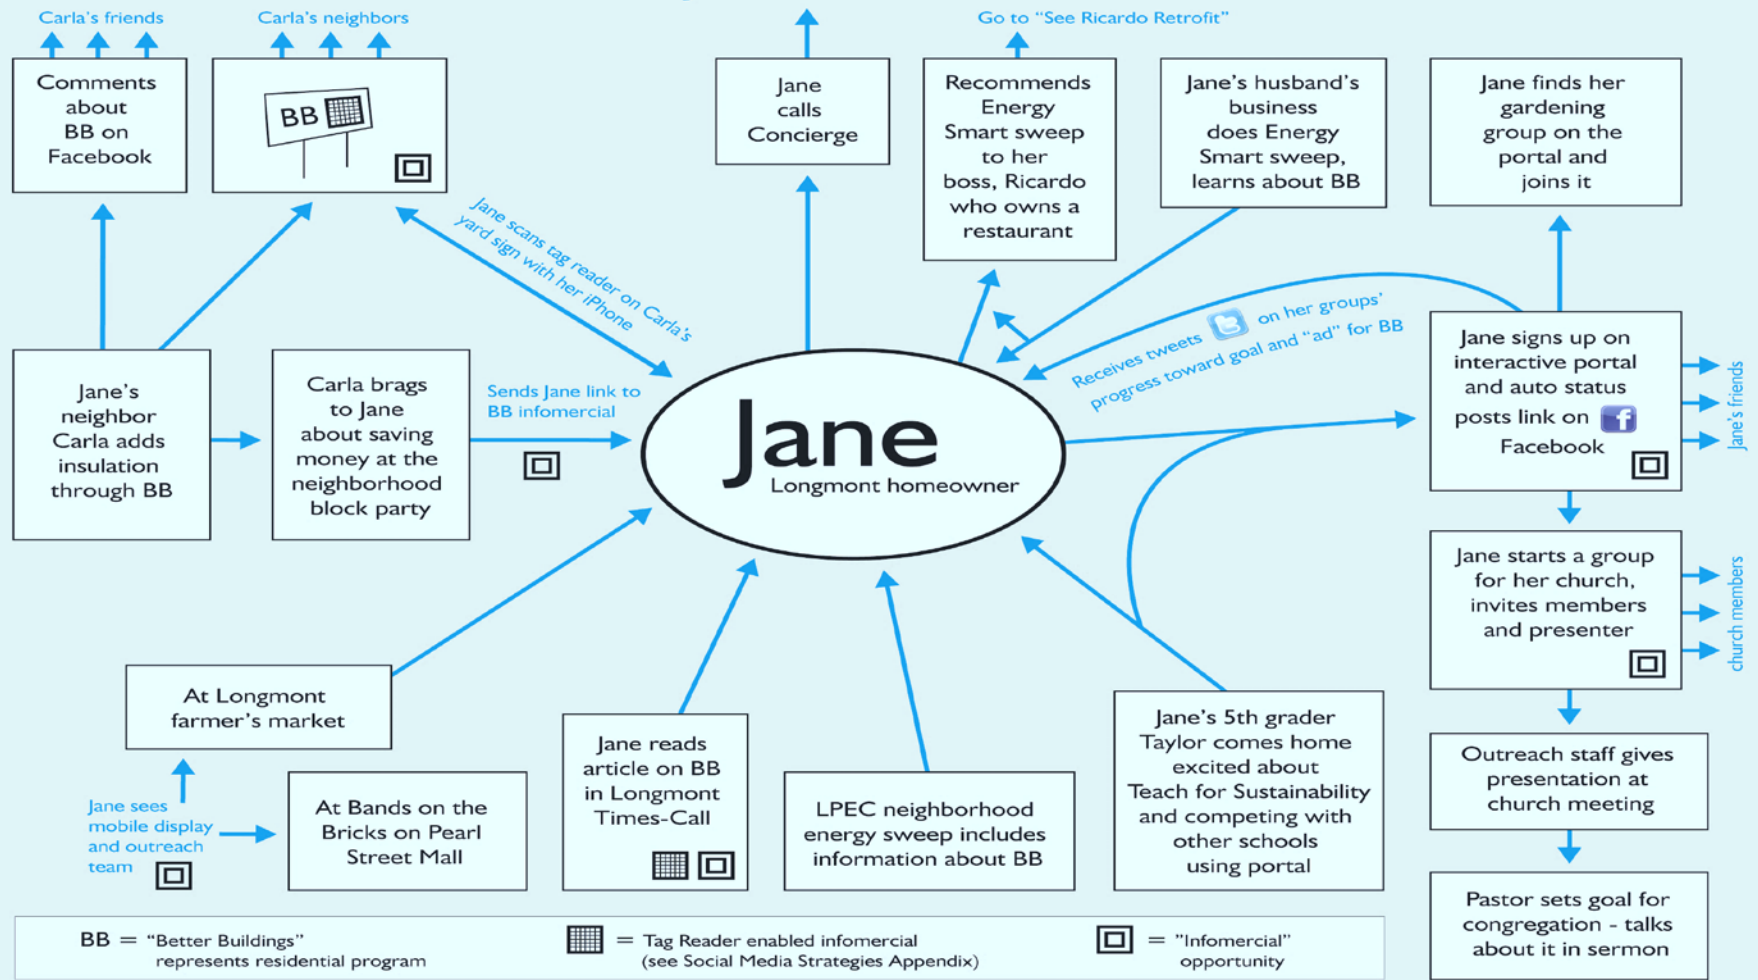 Carla's friends
Carla's neighbors
Go to "See Ricardo Retrofit"
Comments
about
BB on
Facebook
BB
Jane
calls
Concierge
Recommends
Energy
Smart sweep
to her
boss, Ricardo
who owns a
restaurant
Jane's husband's
business
does Energy
Smart sweep,
learns about BB
Jane finds her
gardening
group on the
portal and
joins it
Jane scans tag reader on Carla's
yard sign with her iPhone
Receives tweets on her groups'
progress toward goal and "ad" for BB
Jane's
neighbor
Carla adds
insulation
through BB
Carla brags
to Jane
about saving
money at the
neighborhood
block party
Sends Jane link to
BB infomercial
Jane
Longmont homeowner
Jane signs up on
interactive portal
and auto status
posts link on f
Facebook
Jane's friends
Jane starts a group
for her church,
invites members
and presenter
church members
At Longmont
farmer's market
Jane sees
mobile display
and outreach
team
At Bands on the
Bricks on Pearl
Street Mall
Jane reads
article on BB
in Longmont
Times-Call
LPEC neighborhood
energy sweep includes
information about BB
Jane's 5th grader
Taylor comes home
excited about
Teach for Sustainability
and competing with
other schools
using portal
Outreach staff gives
presentation at
church meeting
Pastor sets goal for
congregation - talks
about it in sermon
BB = "Better Buildings"
represents residential program
= Tag Reader enabled infomercial
(see Social Media Strategies Appendix)
= "Infomercial"
opportunity